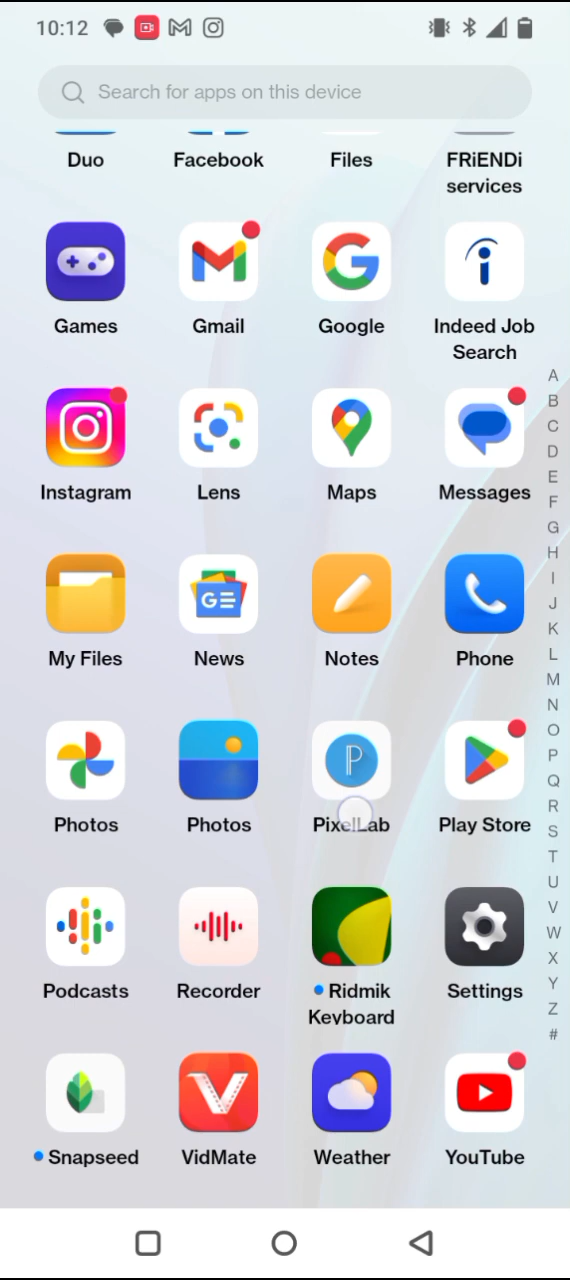 10:12
Search for apps on this device
Duo Facebook Files FRiENDi services
Games Gmail Google Indeed Job Search
Instagram Lens Maps Messages
My Files News Notes Phone
Photos Photos PixelLab Play Store
Podcasts Recorder Ridmik Keyboard Settings
Snapseed VidMate Weather YouTube
A
B
C
D
E
F
G
H
I
J
K
L
M
N
O
P
Q
R
S
T
U
V
W
X
Y
Z
#